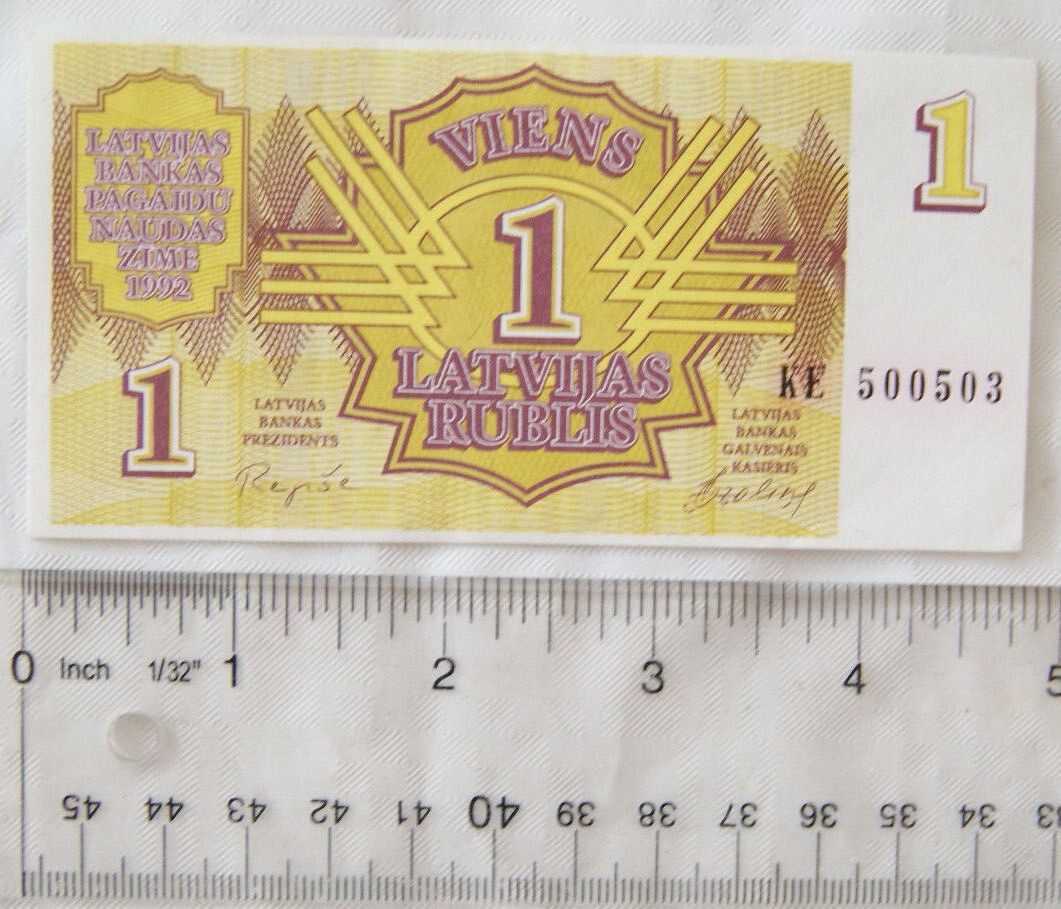 LATVIJAS
BANKAS
PAGAIDU
NAUDAS
ZĪME
1992
VIENS
1
1
LATVIJAS
RUBLIS
1
LATVIJAS
BANKAS
PREZIDENTS
KE 500503
LATVIJAS
BANKAS
GALVENAIS
KASIERIS
0 Inch 1/32" 1 2 3 4 5
45 44 43 42 41 40 39 38 37 36 35 34 33